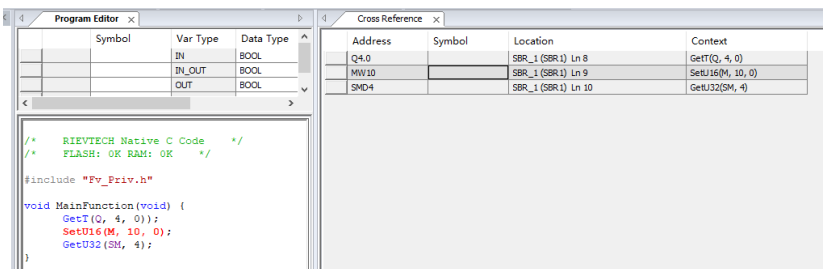 Program Editor
Symbol Var Type Data Type
IN BOOL
IN_OUT BOOL
OUT BOOL
/* RIEVTECH Native C Code */
/* FLASH: 0K RAM: 0K */
#include "Fv_Priv.h"
void MainFunction(void) {
GetT(Q, 4, 0));
SetU16(M, 10, 0);
GetU32(SM, 4);
}
Cross Reference
Address Symbol Location Context
Q4.0 SBR_1 (SBR1) Ln 8 GetT(Q, 4, 0)
MW10 SBR_1 (SBR1) Ln 9 SetU16(M, 10, 0)
SMD4 SBR_1 (SBR1) Ln 10 GetU32(SM, 4)